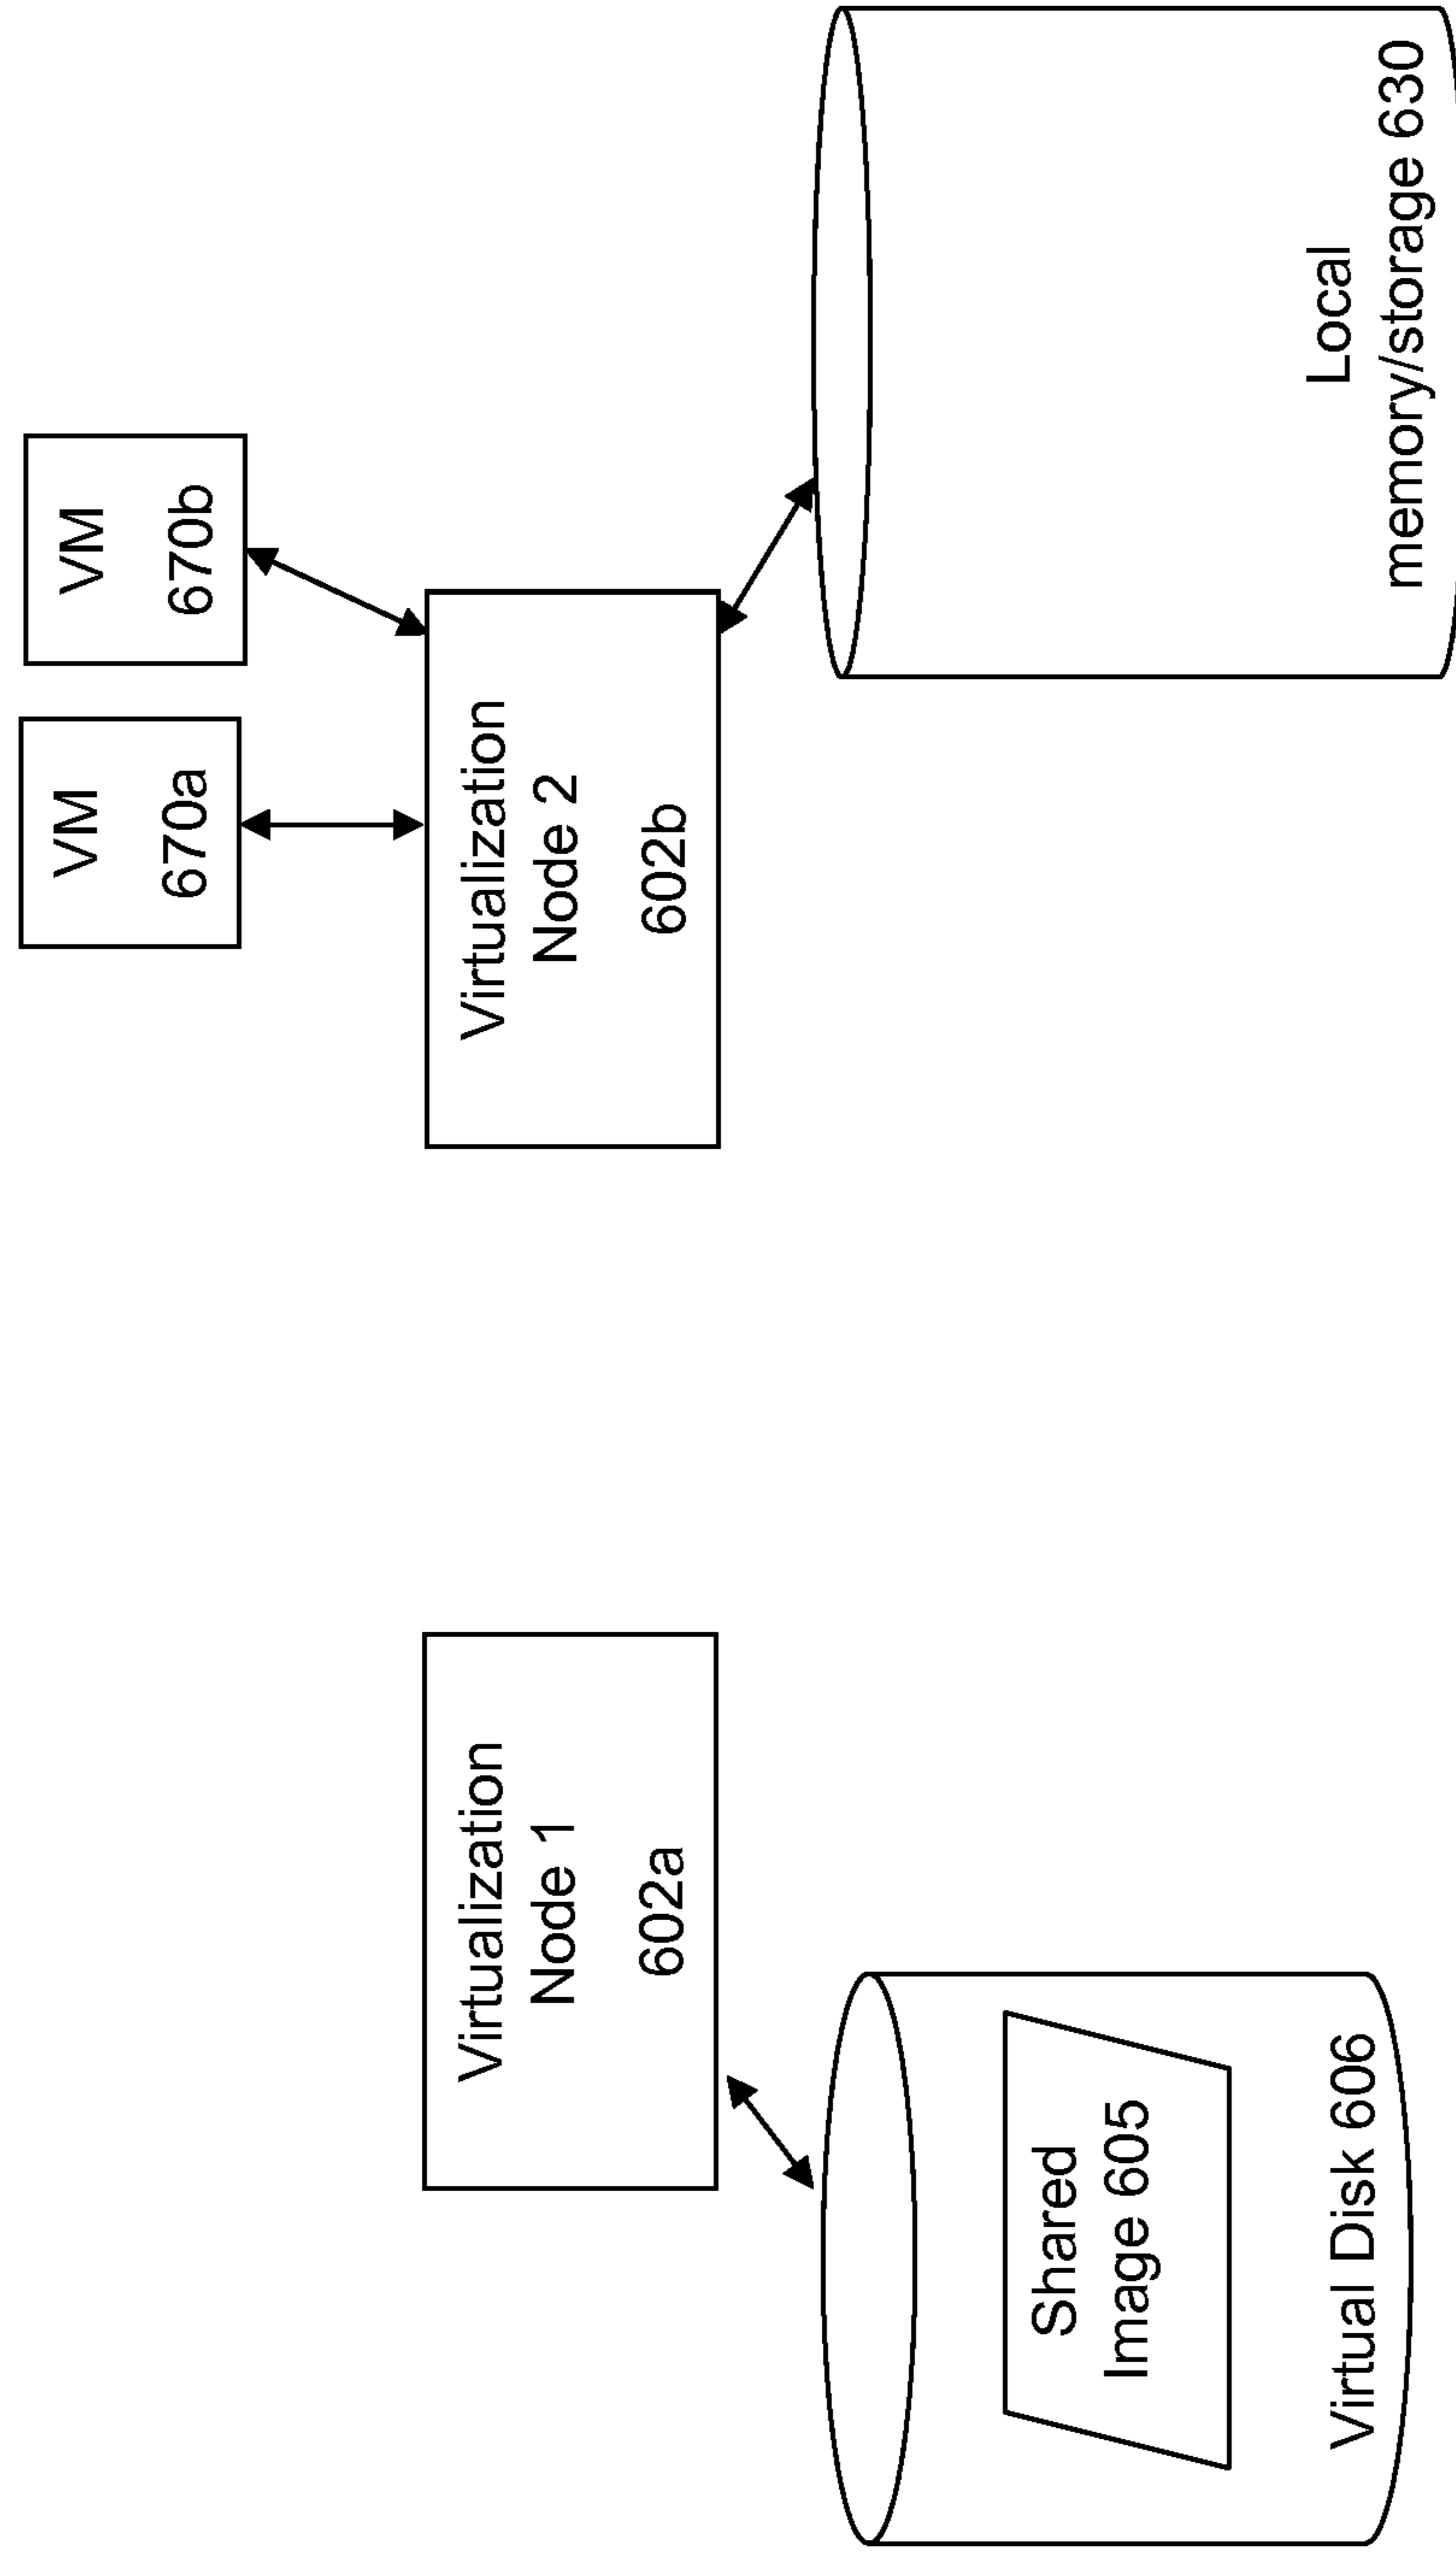 VM
670a
VM
670b
Virtualization
Node 1
602a
Virtualization
Node 2
602b
Shared
Image 605
Virtual Disk 606
Local
memory/storage 630